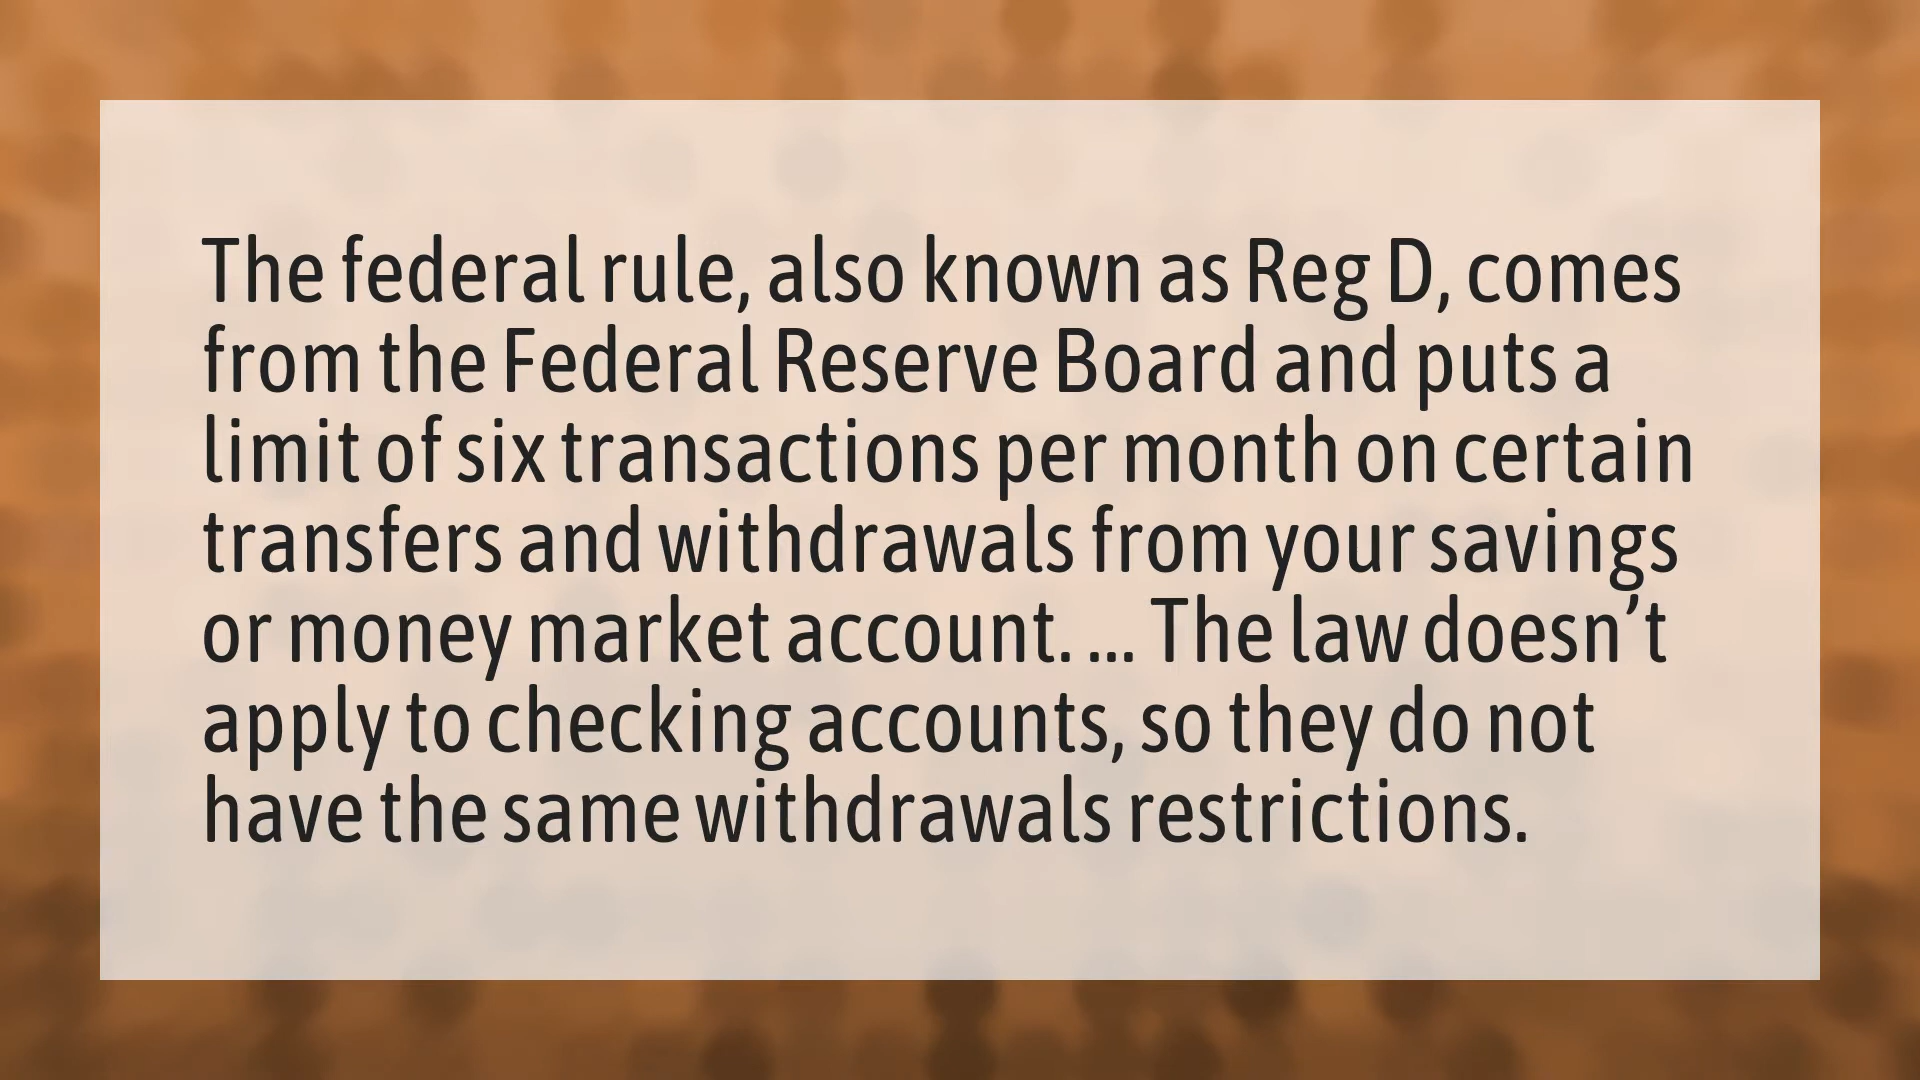 The federal rule, also known as Reg D, comes
from the Federal Reserve Board and puts a
limit of six transactions per month on certain
transfers and withdrawals from your savings
or money market account. ... The law doesn’t
apply to checking accounts, so they do not
have the same withdrawals restrictions.